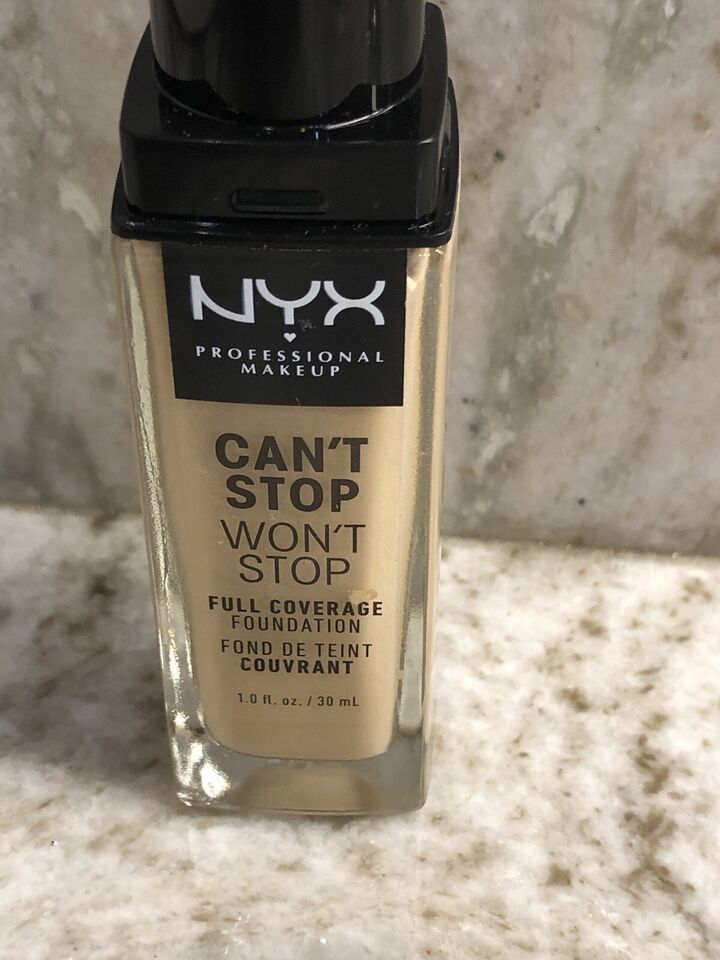 NYX
PROFESSIONAL
MAKEUP
CAN'T
STOP
WON'T
STOP
FULL COVERAGE
FOUNDATION
FOND DE TEINT
COUVRANT
1.0 fl. oz. / 30 mL